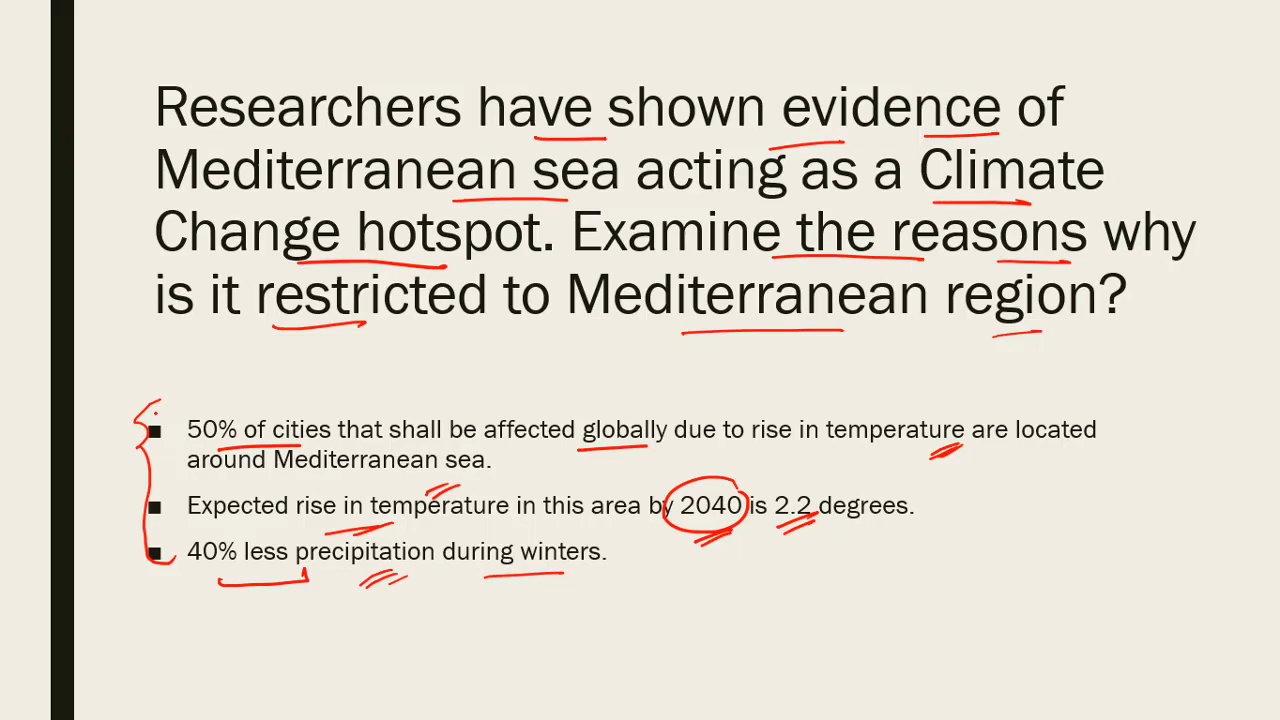 Researchers have shown evidence of
Mediterranean sea acting as a Climate
Change hotspot. Examine the reasons why
is it restricted to Mediterranean region?
■ 50% of cities that shall be affected globally due to rise in temperature are located
around Mediterranean sea.
■ Expected rise in temperature in this area by 2040 is 2.2 degrees.
■ 40% less precipitation during winters.